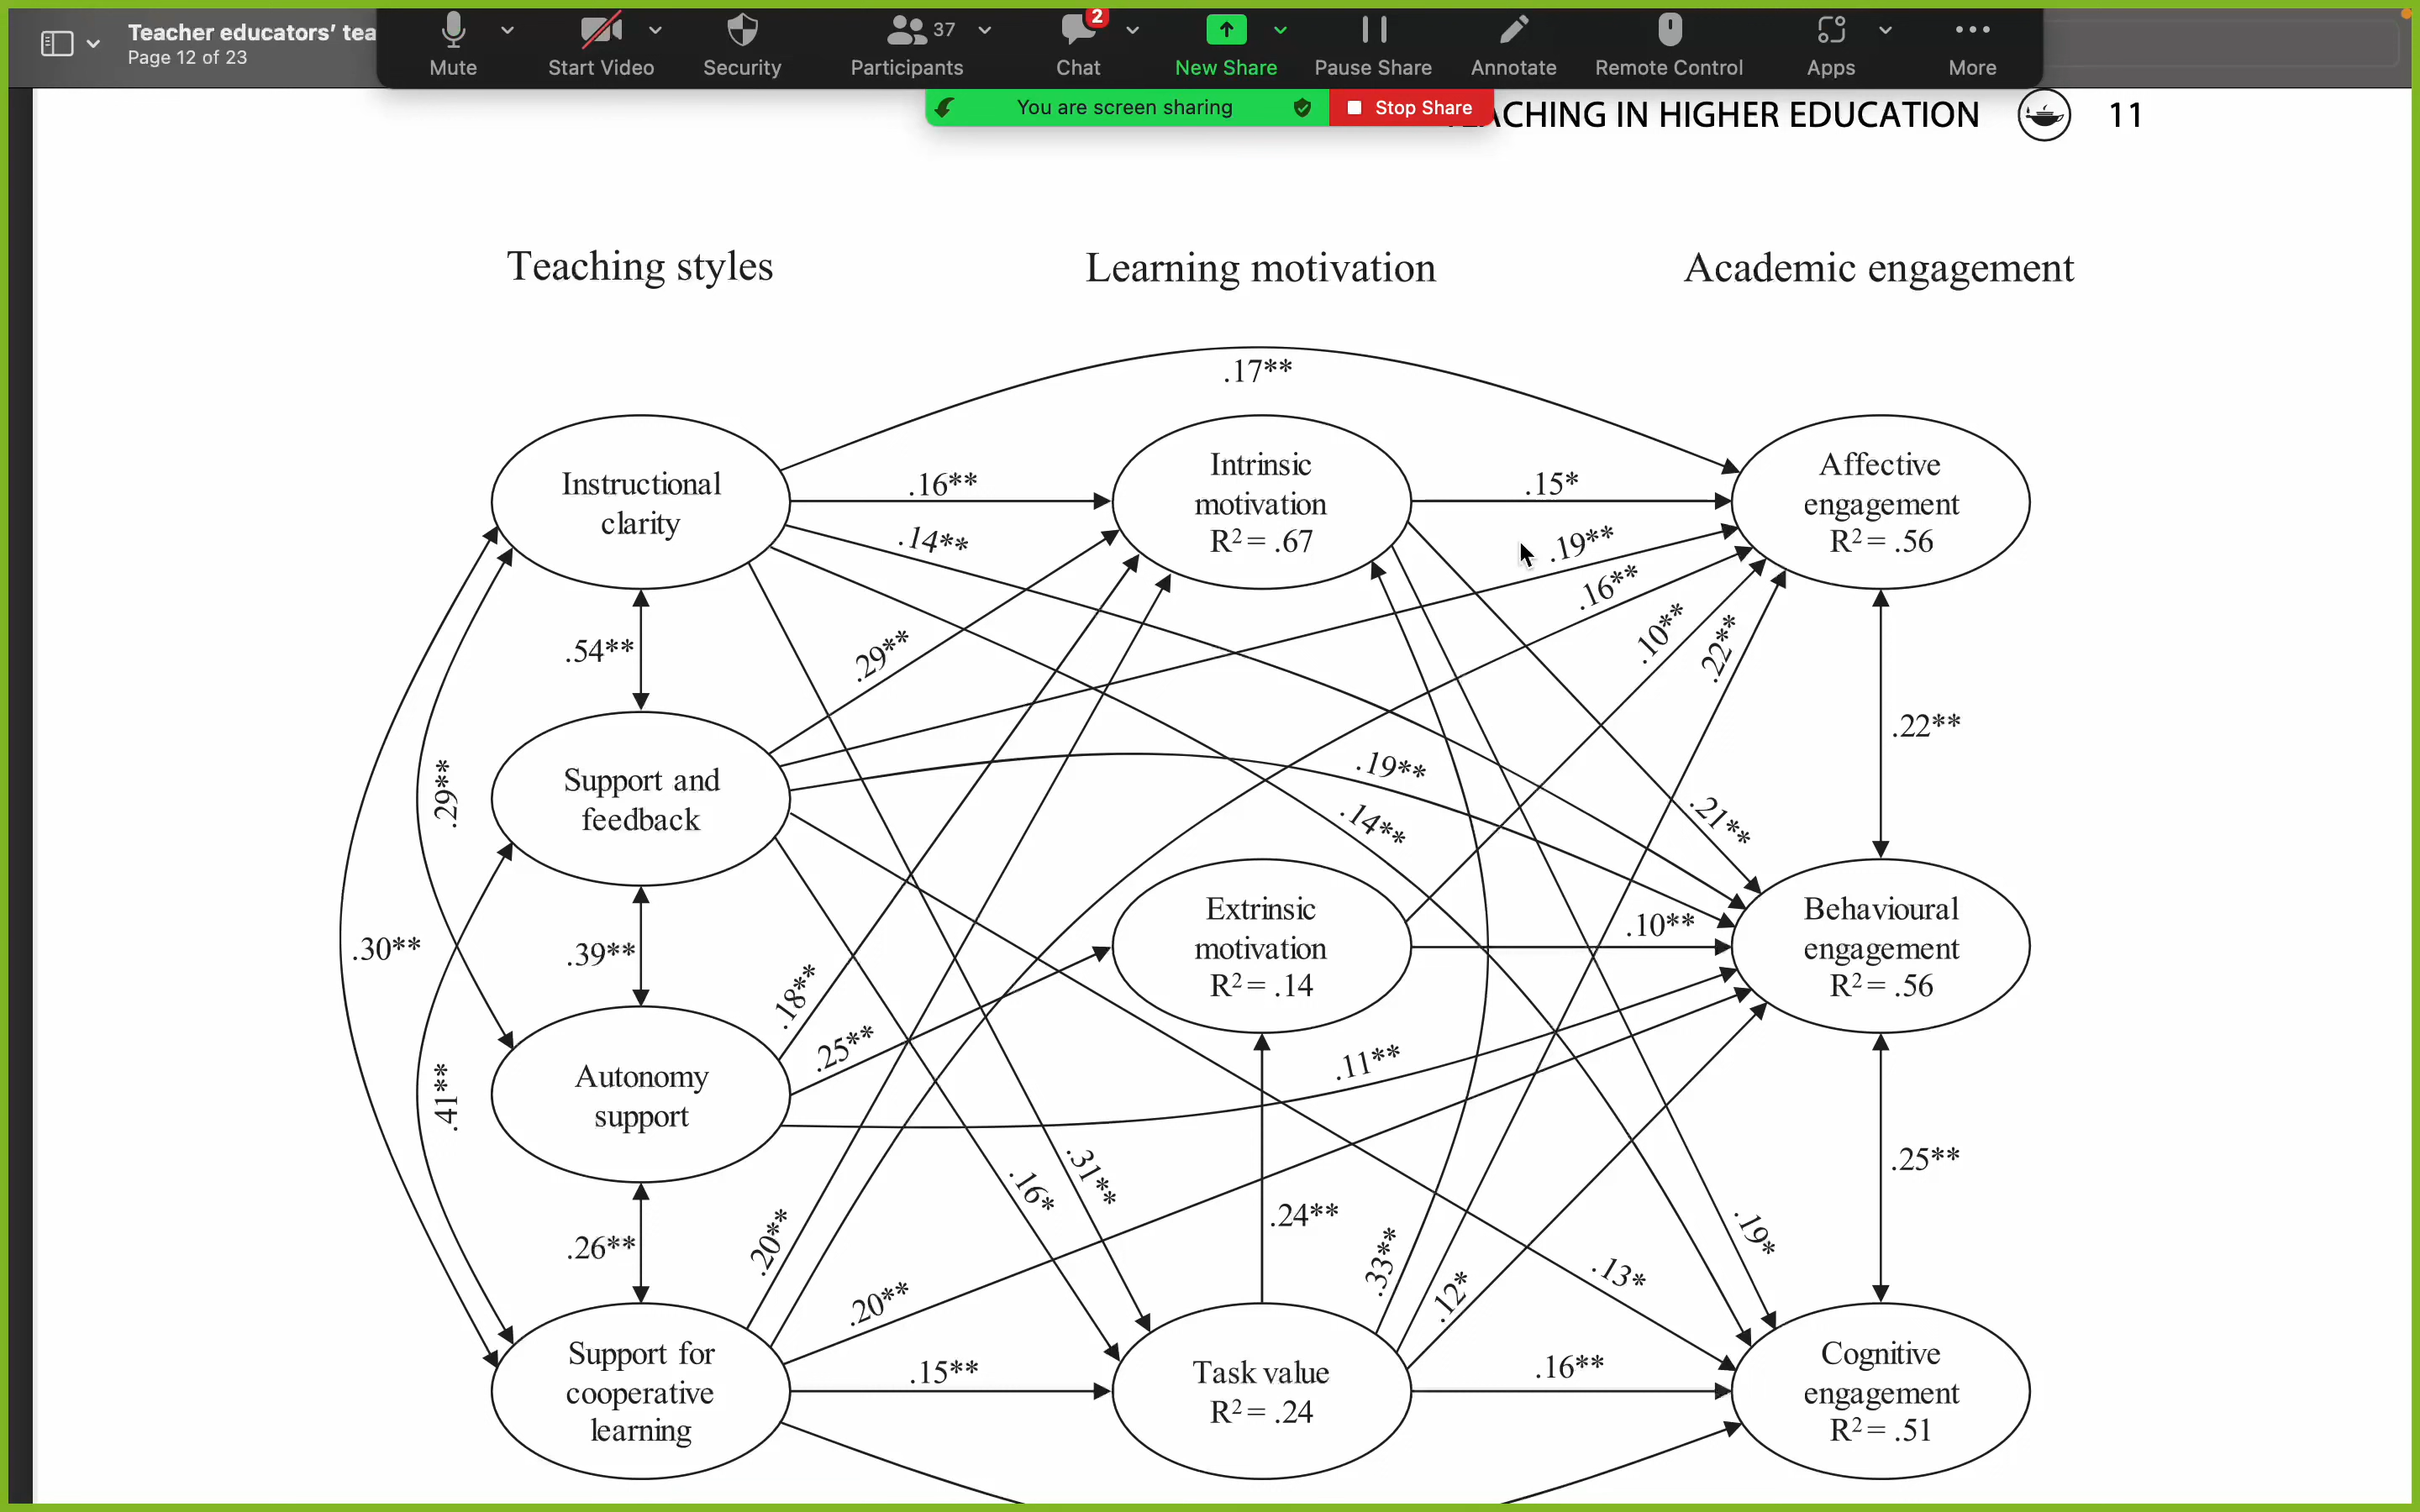 Teacher educators’ tea
Page 12 of 23
Mute
Start Video
Security
37
Participants
2
Chat
New Share
Pause Share
Annotate
Remote Control
Apps
More
You are screen sharing
Stop Share
ACHING IN HIGHER EDUCATION 11
Teaching styles
Learning motivation
Academic engagement
.17**
Instructional
clarity
.16**
.14**
Intrinsic
motivation
R² = .67
.15*
.19**
.16**
.10**
.22**
Affective
engagement
R² = .56
.54**
.29**
.22**
Support and
feedback
.29**
.19**
.14**
.21**
.30**
.39**
.18**
.25**
Extrinsic
motivation
R² = .14
.10**
Behavioural
engagement
R² = .56
.41**
Autonomy
support
.11**
.16*
.31**
.25**
.26**
.20**
.20**
.24**
.33**
.12*
.13*
.19*
Support for
cooperative
learning
.15**
Task value
R² = .24
.16**
Cognitive
engagement
R² = .51